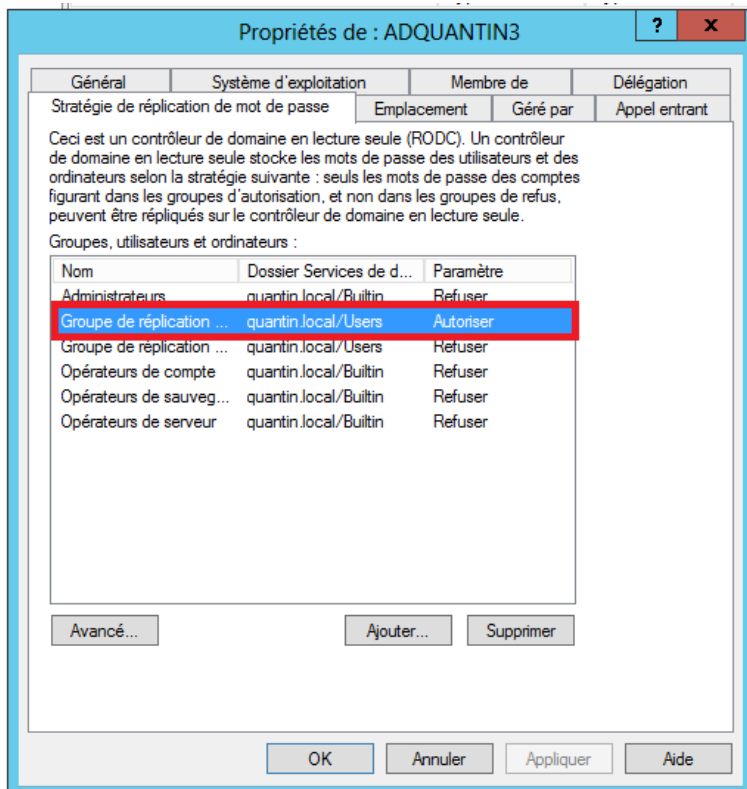 Propriétés de : ADQUANTIN3
?
x
Général
Système d'exploitation
Membre de
Délégation
Stratégie de réplication de mot de passe
Emplacement
Géré par
Appel entrant
Ceci est un contrôleur de domaine en lecture seule (RODC). Un contrôleur
de domaine en lecture seule stocke les mots de passe des utilisateurs et des
ordinateurs selon la stratégie suivante : seuls les mots de passe des comptes
figurant dans les groupes d'autorisation, et non dans les groupes de refus,
peuvent être répliqués sur le contrôleur de domaine en lecture seule.
Groupes, utilisateurs et ordinateurs :
Nom Dossier Services de d... Paramètre
Administrateurs quantin.local/Builtin Refuser
Groupe de réplication ... quantin.local/Users Autoriser
Groupe de réplication ... quantin.local/Users Refuser
Opérateurs de compte quantin.local/Builtin Refuser
Opérateurs de sauveg... quantin.local/Builtin Refuser
Opérateurs de serveur quantin.local/Builtin Refuser
Avancé...
Ajouter...
Supprimer
OK
Annuler
Appliquer
Aide